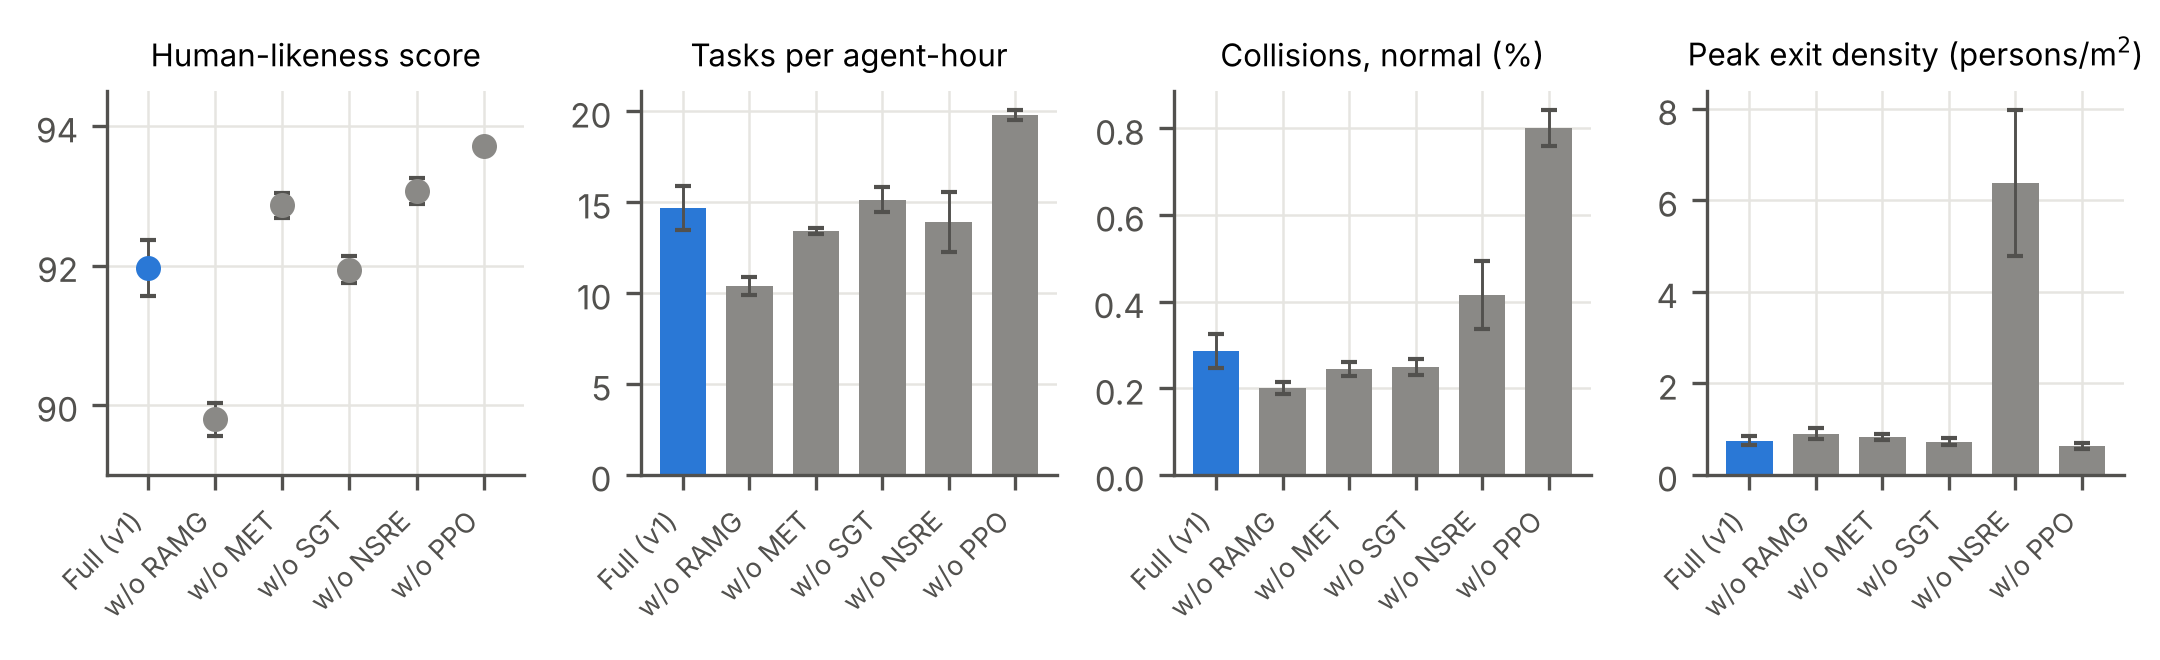 Human-likeness score
94
92
90
Full (v1)
w/o RAMG
w/o MET
w/o SGT
w/o NSRE
w/o PPO
Tasks per agent-hour
20
15
10
5
0
Full (v1)
w/o RAMG
w/o MET
w/o SGT
w/o NSRE
w/o PPO
Collisions, normal (%)
0.8
0.6
0.4
0.2
0.0
Full (v1)
w/o RAMG
w/o MET
w/o SGT
w/o NSRE
w/o PPO
Peak exit density (persons/m²)
8
6
4
2
0
Full (v1)
w/o RAMG
w/o MET
w/o SGT
w/o NSRE
w/o PPO